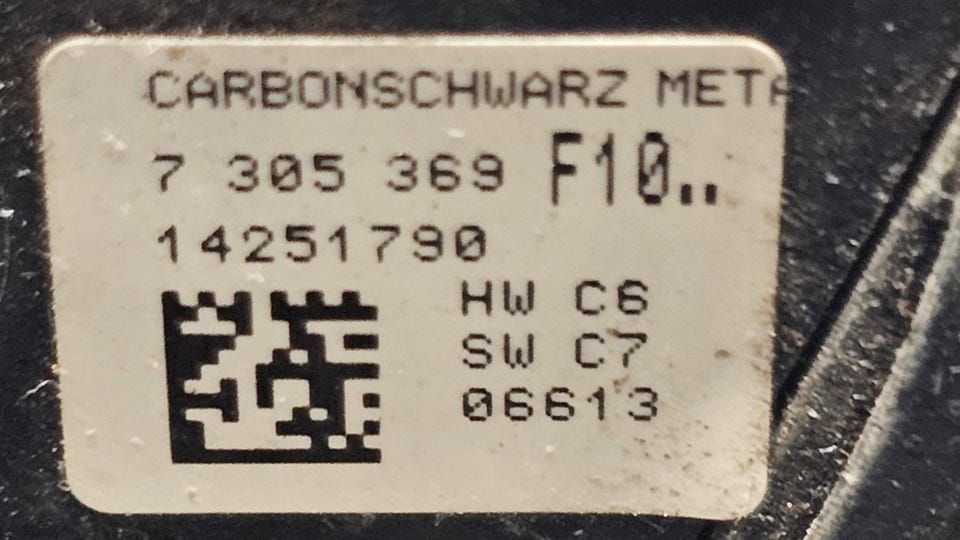 CARBONSCHWARZ META
7 305 369 F10..
14251790
HW C6
SW C7
06613